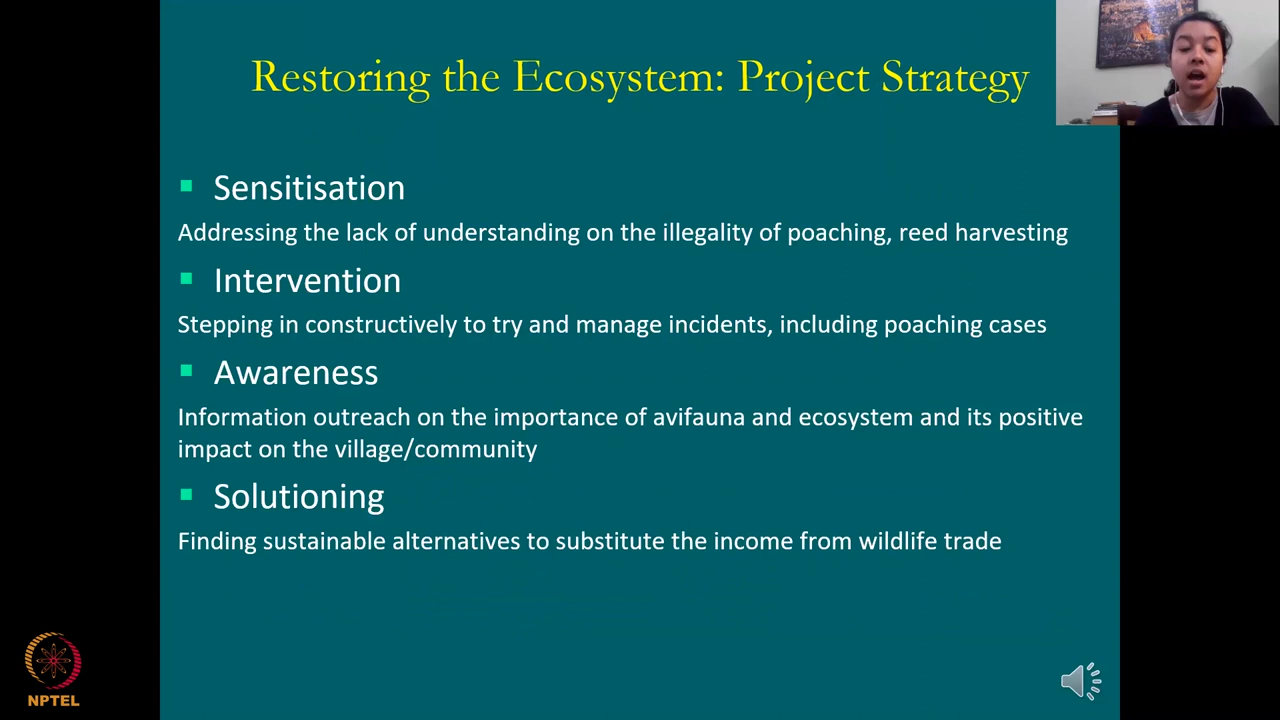 Restoring the Ecosystem: Project Strategy
Sensitisation
Addressing the lack of understanding on the illegality of poaching, reed harvesting
Intervention
Stepping in constructively to try and manage incidents, including poaching cases
Awareness
Information outreach on the importance of avifauna and ecosystem and its positive
impact on the village/community
Solutioning
Finding sustainable alternatives to substitute the income from wildlife trade
NPTEL